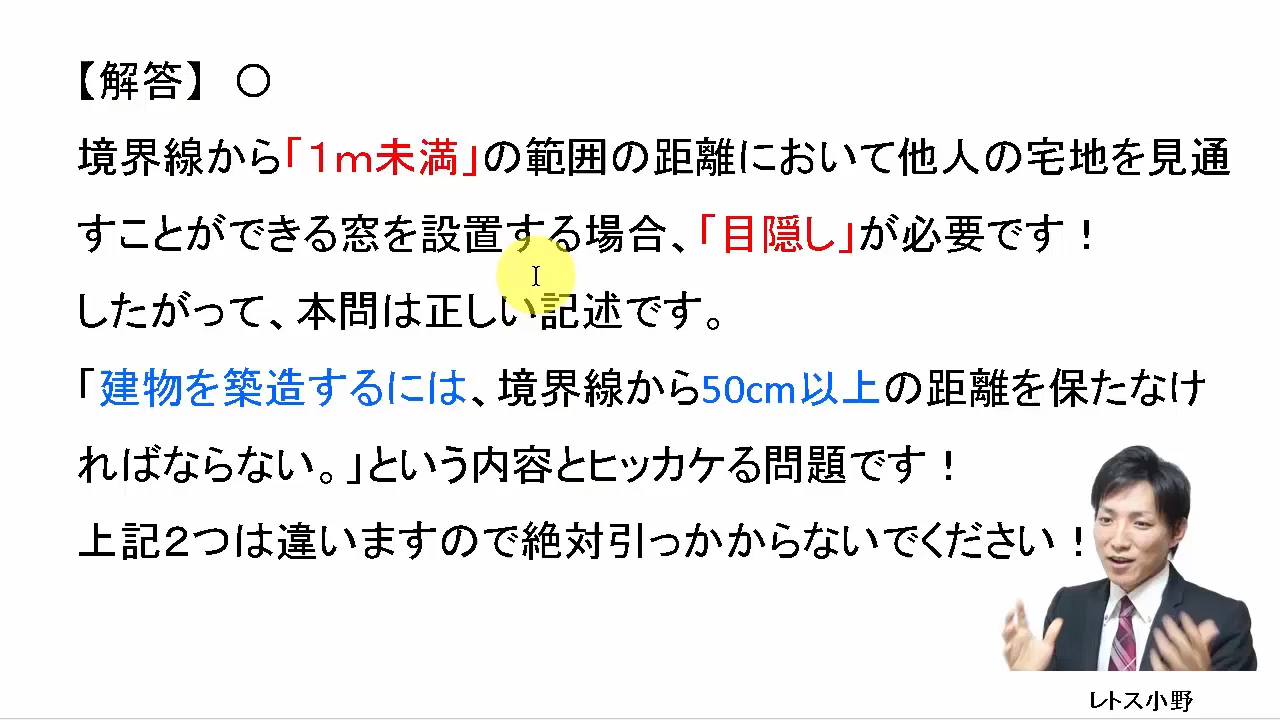 【解答】 〇
境界線から「１ｍ未満」の範囲の距離において他人の宅地を見通
すことができる窓を設置する場合、「目隠し」が必要です！
したがって、本問は正しい記述です。
「建物を築造するには、境界線から50cm以上の距離を保たなけ
ればならない。」という内容とヒッカケる問題です！
上記２つは違いますので絶対引っかからないでください！
レトス小野